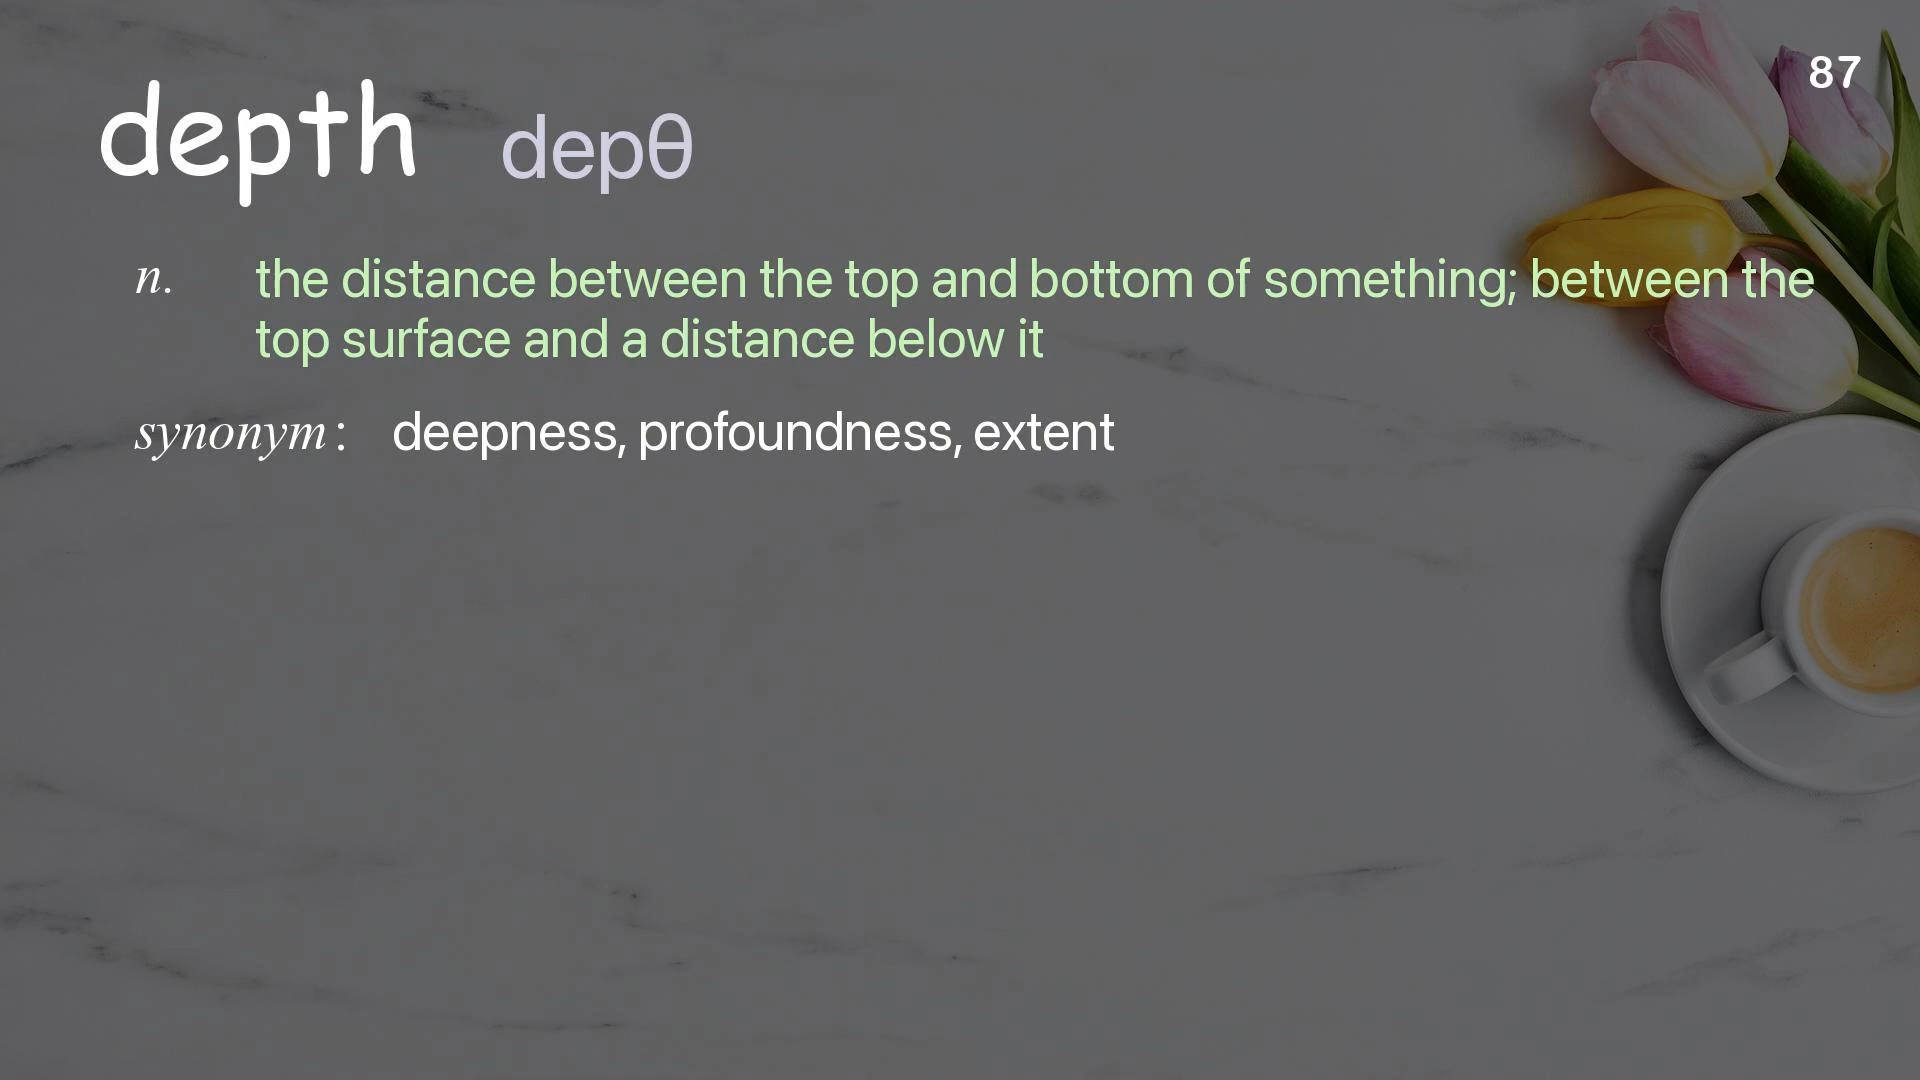 87
depth depθ
n. the distance between the top and bottom of something; between the
top surface and a distance below it
synonym: deepness, profoundness, extent